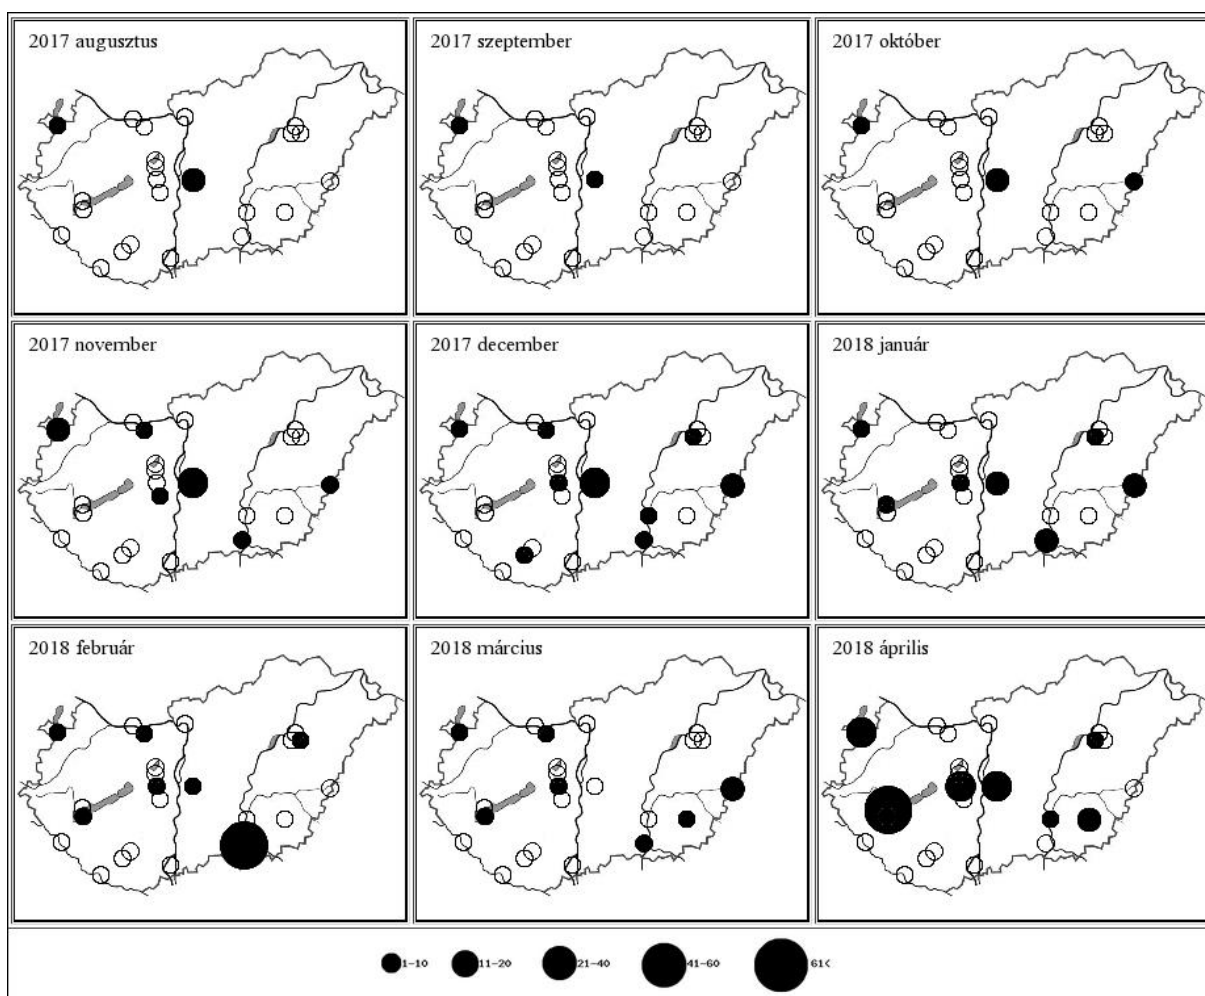 2017 augusztus
2017 szeptember
2017 október
2017 november
2017 december
2018 január
2018 február
2018 március
2018 április
1-10 11-20 21-40 41-60 61<